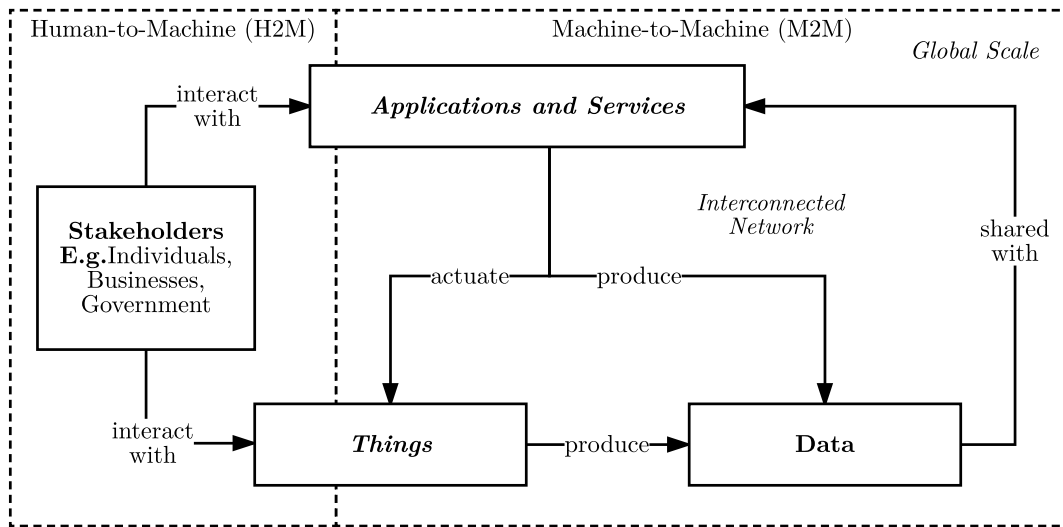 Human-to-Machine (H2M)
Machine-to-Machine (M2M)
Global Scale
interact
with
Applications and Services
Stakeholders
E.g.Individuals,
Businesses,
Government
Interconnected
Network
shared
with
actuate
produce
interact
with
Things
produce
Data